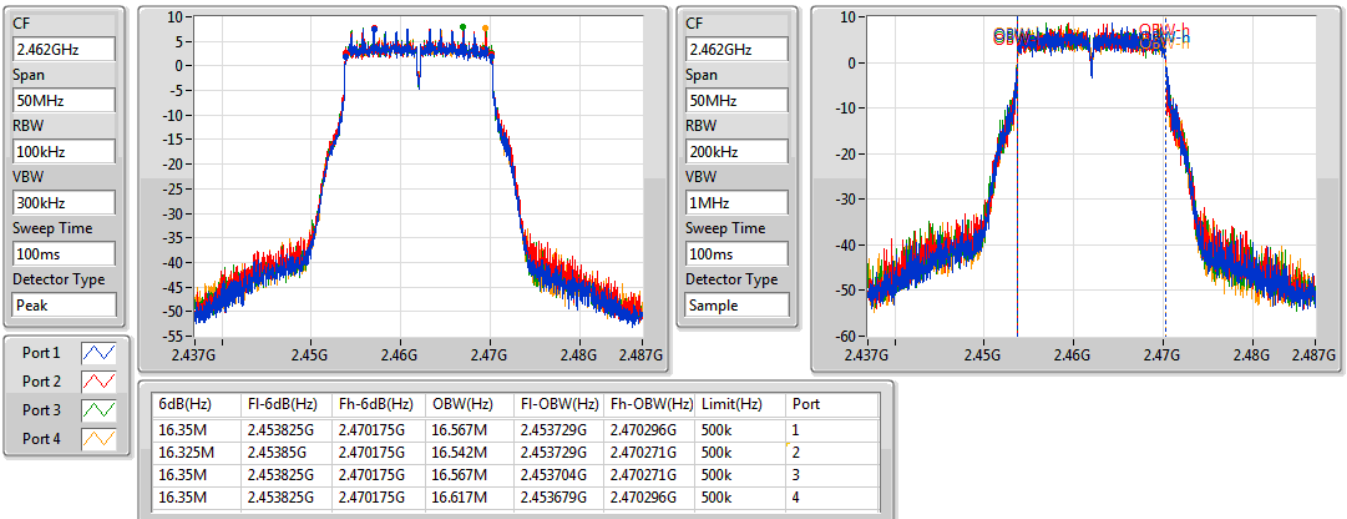 CF
2.462GHz
Span
50MHz
RBW
100kHz
VBW
300kHz
Sweep Time
100ms
Detector Type
Peak
10
5
0
-5
-10
-15
-20
-25
-30
-35
-40
-45
-50
-55
2.437G 2.45G 2.46G 2.47G 2.48G 2.487G
CF
2.462GHz
Span
50MHz
RBW
200kHz
VBW
1MHz
Sweep Time
100ms
Detector Type
Sample
10
0
-10
-20
-30
-40
-50
-60
OBW-h
2.437G 2.45G 2.46G 2.47G 2.48G 2.487G
Port 1
Port 2
Port 3
Port 4
6dB(Hz) Fl-6dB(Hz) Fh-6dB(Hz) OBW(Hz) Fl-OBW(Hz) Fh-OBW(Hz) Limit(Hz) Port
16.35M 2.453825G 2.470175G 16.567M 2.453729G 2.470296G 500k 1
16.325M 2.45385G 2.470175G 16.542M 2.453729G 2.470271G 500k 2
16.35M 2.453825G 2.470175G 16.567M 2.453704G 2.470271G 500k 3
16.35M 2.453825G 2.470175G 16.617M 2.453679G 2.470296G 500k 4